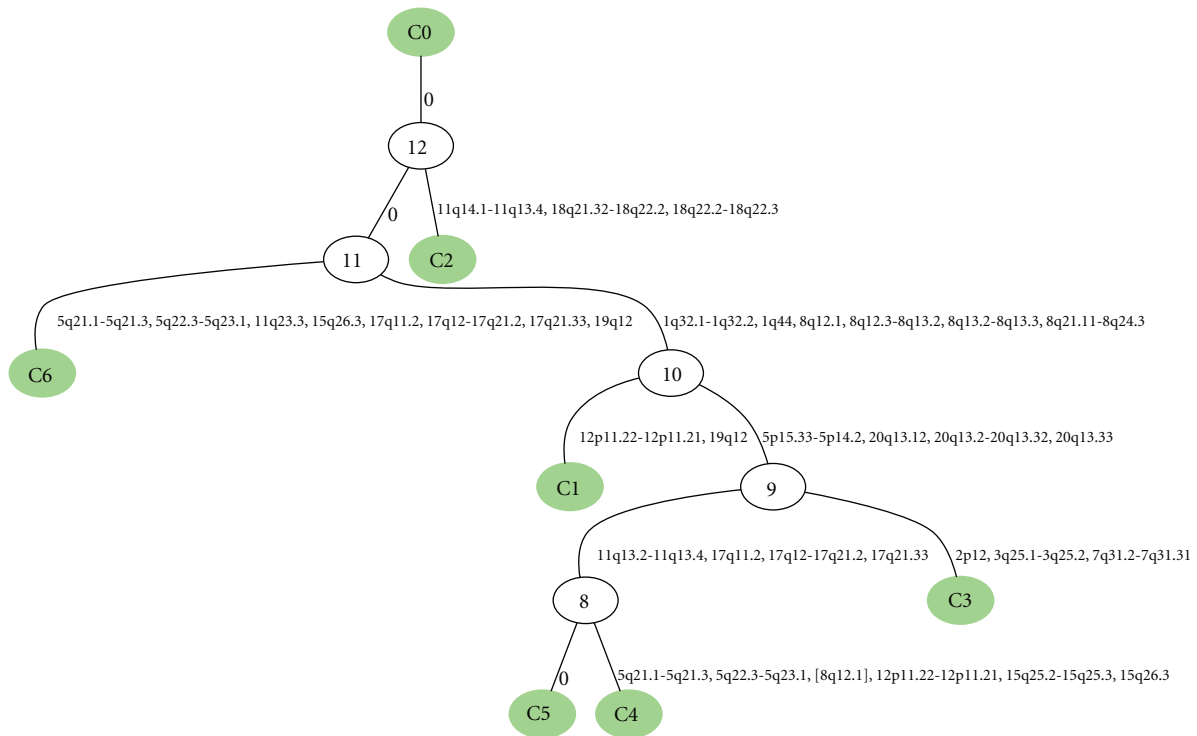 C0
0
12
0
11q14.1-11q13.4, 18q21.32-18q22.2, 18q22.2-18q22.3
11
C2
5q21.1-5q21.3, 5q22.3-5q23.1, 11q23.3, 15q26.3, 17q11.2, 17q12-17q21.2, 17q21.33, 19q12
1q32.1-1q32.2, 1q44, 8q12.1, 8q12.3-8q13.2, 8q13.2-8q13.3, 8q21.11-8q24.3
C6
10
12p11.22-12p11.21, 19q12
5p15.33-5p14.2, 20q13.12, 20q13.2-20q13.32, 20q13.33
C1
9
11q13.2-11q13.4, 17q11.2, 17q12-17q21.2, 17q21.33
2p12, 3q25.1-3q25.2, 7q31.2-7q31.31
8
C3
0
5q21.1-5q21.3, 5q22.3-5q23.1, [8q12.1], 12p11.22-12p11.21, 15q25.2-15q25.3, 15q26.3
C5
C4